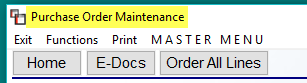 Purchase Order Maintenance
Exit Functions Print M A S T E R M E N U
Home E-Docs Order All Lines